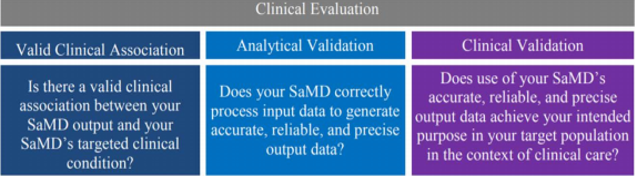 Clinical Evaluation
Valid Clinical Association
Analytical Validation
Clinical Validation
Is there a valid clinical
association between your
SaMD output and your
SaMD's targeted clinical
condition?
Does your SaMD correctly
process input data to generate
accurate, reliable, and precise
output data?
Does use of your SaMD's
accurate, reliable, and precise
output data achieve your intended
purpose in your target population
in the context of clinical care?